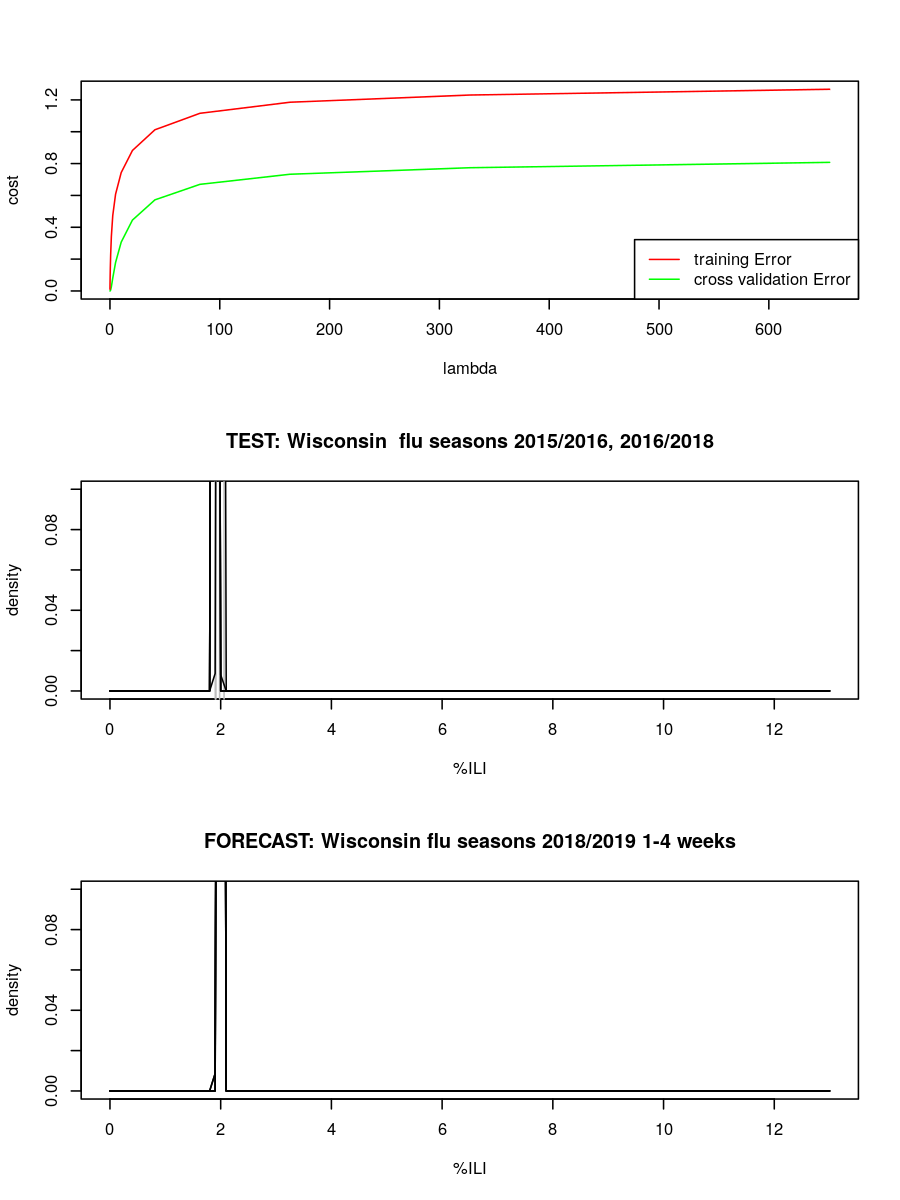 cost
0.0 0.4 0.8 1.2
training Error
cross validation Error
0 100 200 300 400 500 600
lambda
TEST: Wisconsin  flu seasons 2015/2016, 2016/2018
density
0.00 0.04 0.08
0 2 4 6 8 10 12
%ILI
FORECAST: Wisconsin flu seasons 2018/2019 1-4 weeks
density
0.00 0.04 0.08
0 2 4 6 8 10 12
%ILI